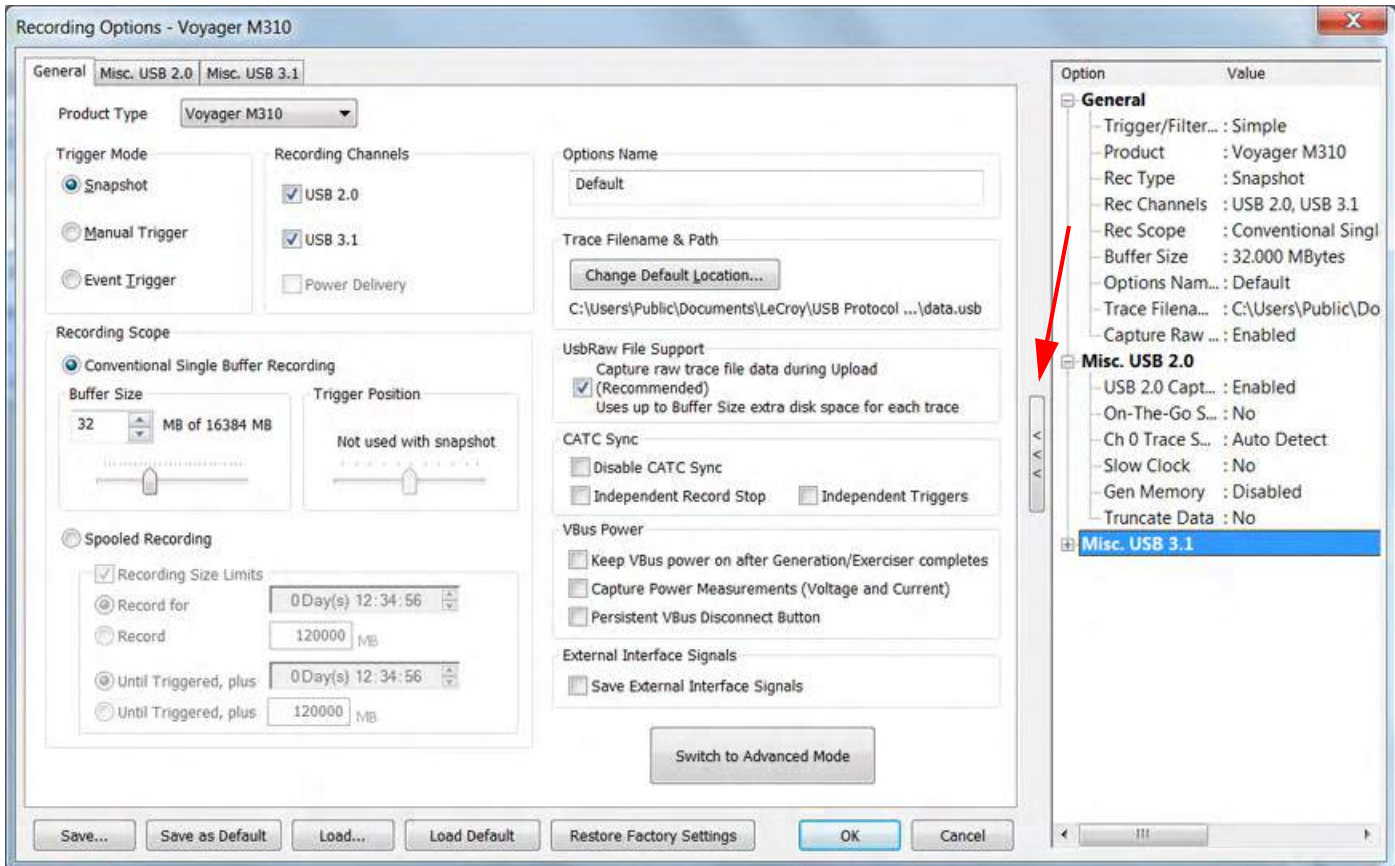 Recording Options - Voyager M310
General
Misc. USB 2.0
Misc. USB 3.1
Product Type
Voyager M310
Trigger Mode
Snapshot
Manual Trigger
Event Trigger
Recording Channels
USB 2.0
USB 3.1
Power Delivery
Recording Scope
Conventional Single Buffer Recording
Buffer Size
32
MB of 16384 MB
Trigger Position
Not used with snapshot
Spooled Recording
Recording Size Limits
Record for
0 Day(s) 12:34:56
Record
120000 MB
Until Triggered, plus
0 Day(s) 12:34:56
Until Triggered, plus
120000 MB
Options Name
Default
Trace Filename & Path
Change Default Location...
C:\Users\Public\Documents\LeCroy\USB Protocol ...\data.usb
UsbRaw File Support
Capture raw trace file data during Upload
(Recommended)
Uses up to Buffer Size extra disk space for each trace
CATC Sync
Disable CATC Sync
Independent Record Stop
Independent Triggers
VBus Power
Keep VBus power on after Generation/Exerciser completes
Capture Power Measurements (Voltage and Current)
Persistent VBus Disconnect Button
External Interface Signals
Save External Interface Signals
Switch to Advanced Mode
Save...
Save as Default
Load...
Load Default
Restore Factory Settings
OK
Cancel
<
<
<
Option Value
General
Trigger/Filter... : Simple
Product : Voyager M310
Rec Type : Snapshot
Rec Channels : USB 2.0, USB 3.1
Rec Scope : Conventional Singl
Buffer Size : 32.000 MBytes
Options Nam... : Default
Trace Filena... : C:\Users\Public\Do
Capture Raw ... : Enabled
Misc. USB 2.0
USB 2.0 Capt... : Enabled
On-The-Go S... : No
Ch 0 Trace S... : Auto Detect
Slow Clock : No
Gen Memory : Disabled
Truncate Data : No
Misc. USB 3.1